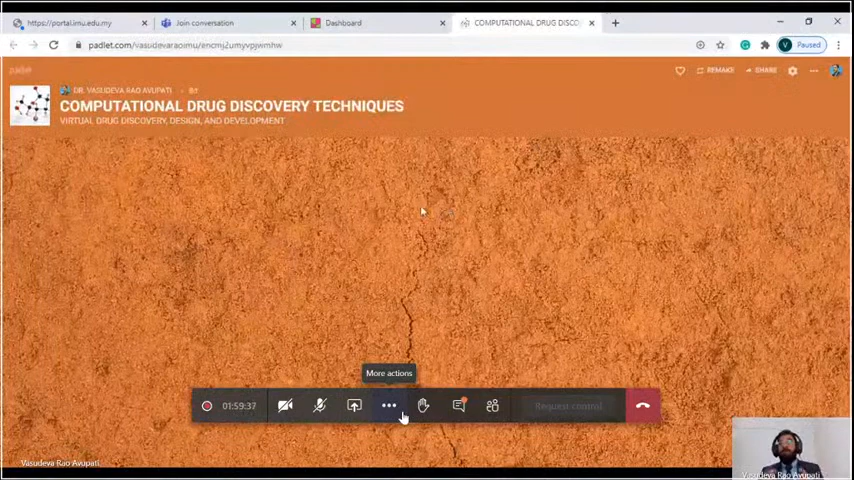 https://portal.imu.edu.my
Join conversation
Dashboard
COMPUTATIONAL DRUG DISCO
padlet.com/vasudevaraoimu/encmj2umyvpjwmhw
V Paused
padlet
REMAKE
SHARE
DR. VASUDEVA RAO AVUPATI
COMPUTATIONAL DRUG DISCOVERY TECHNIQUES
VIRTUAL DRUG DISCOVERY, DESIGN, AND DEVELOPMENT
More actions
01:59:37
Request control
Vasudeva Rao Avupati
Vasudeva Rao Avupati